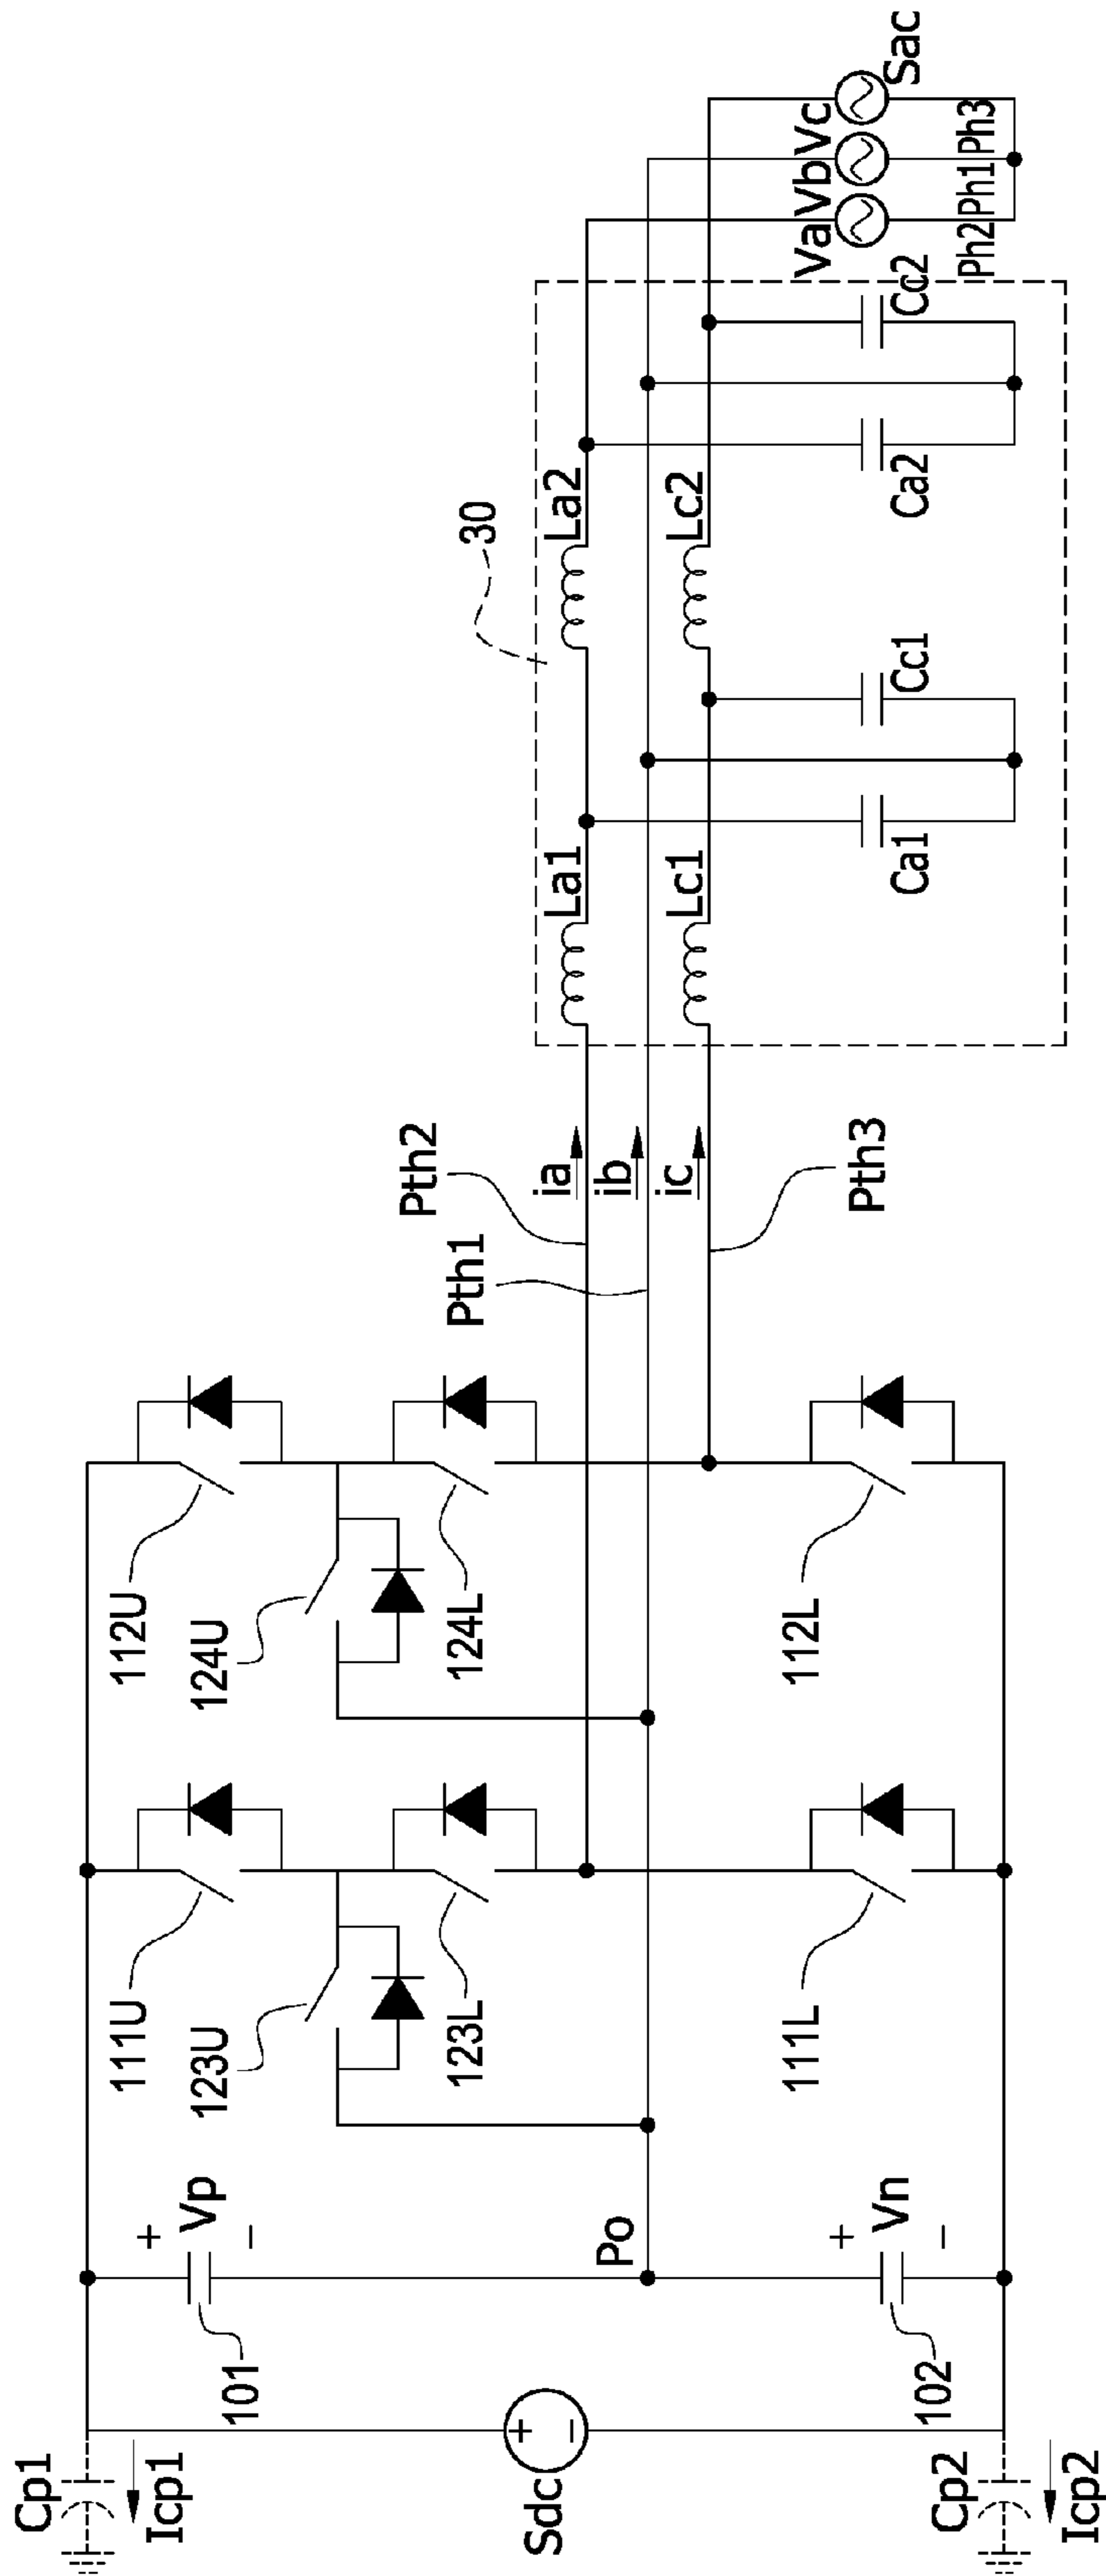 Cp1
Icp1
Sdc
+
−
Cp2
Icp2
101
+
Vp
−
Po
102
+
Vn
−
111U
123U
123L
111L
112U
124U
124L
112L
Pth1
Pth2
Pth3
ia
ib
ic
30
La1
La2
Lc1
Lc2
Ca1
Cc1
Ca2
Cc2
Va
Vb
Vc
Sac
Ph2
Ph1
Ph3